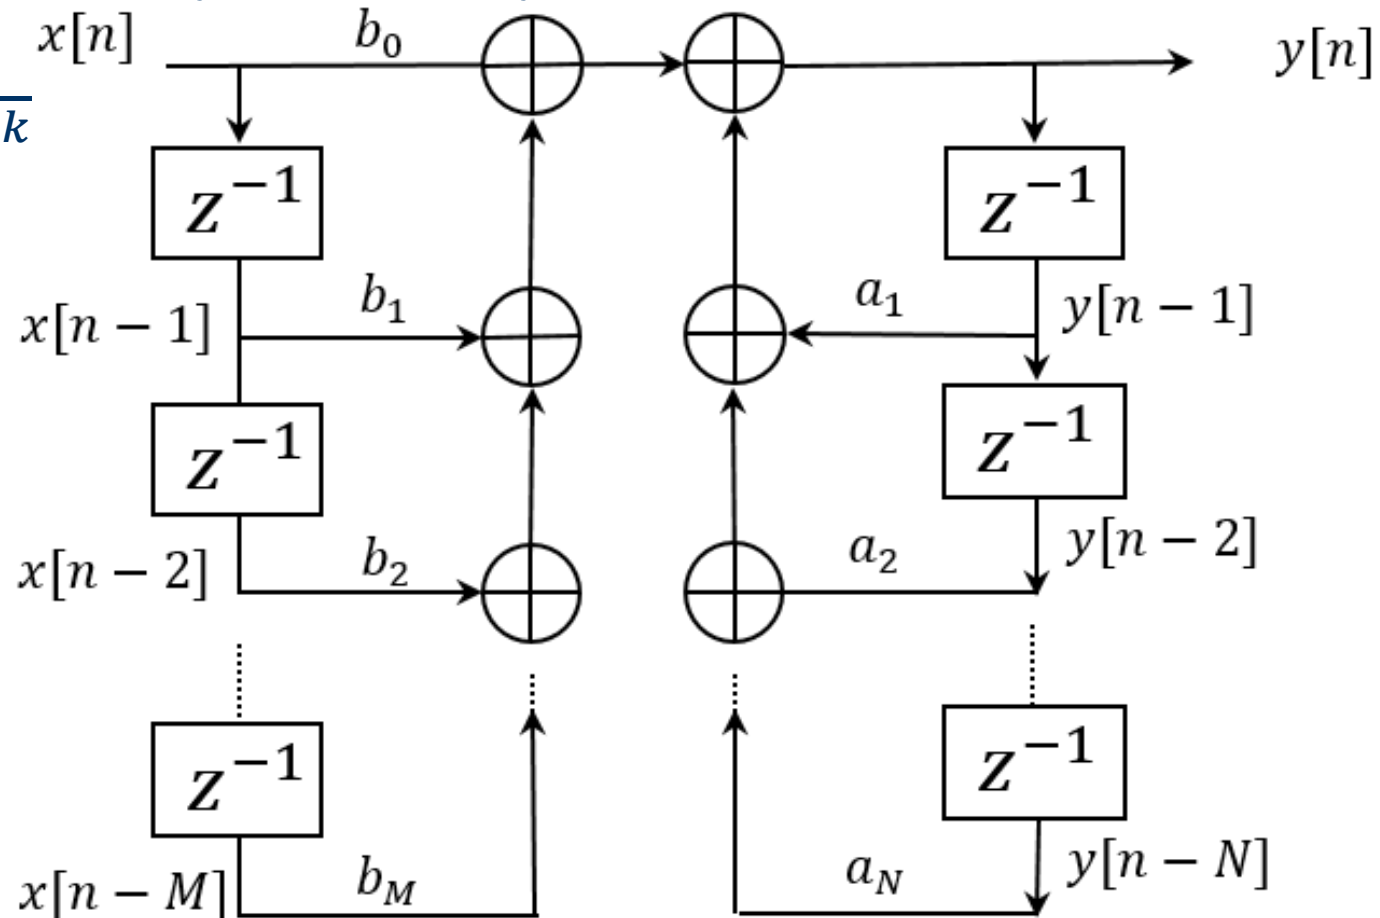 x[n] b₀ y[n]
k
z⁻¹ z⁻¹
x[n − 1] b₁ a₁ y[n − 1]
z⁻¹ z⁻¹
x[n − 2] b₂ a₂ y[n − 2]
z⁻¹ z⁻¹
x[n − M] b_M a_N y[n − N]